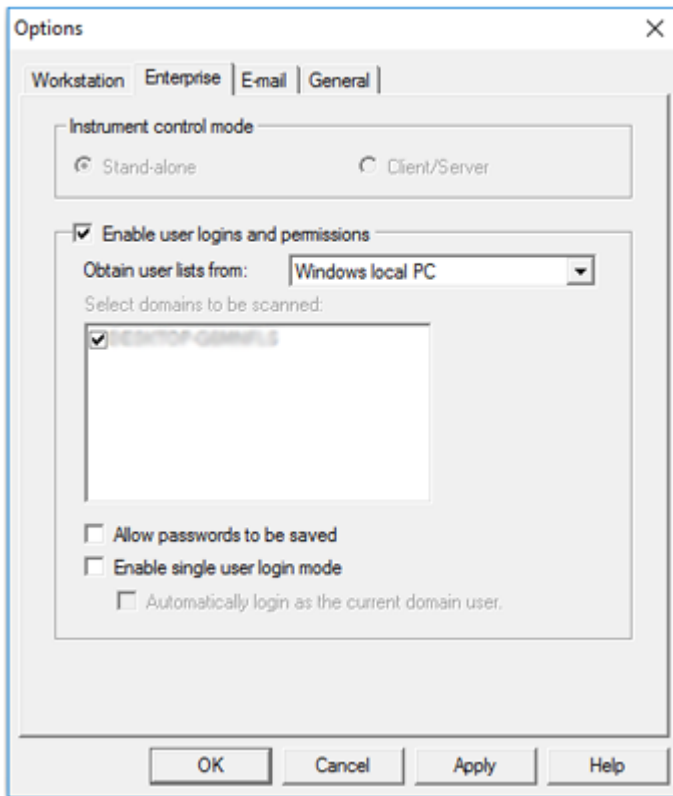 Options
Workstation Enterprise E-mail General
Instrument control mode
Stand-alone Client/Server
Enable user logins and permissions
Obtain user lists from: Windows local PC
Select domains to be scanned:
Allow passwords to be saved
Enable single user login mode
Automatically login as the current domain user.
OK Cancel Apply Help